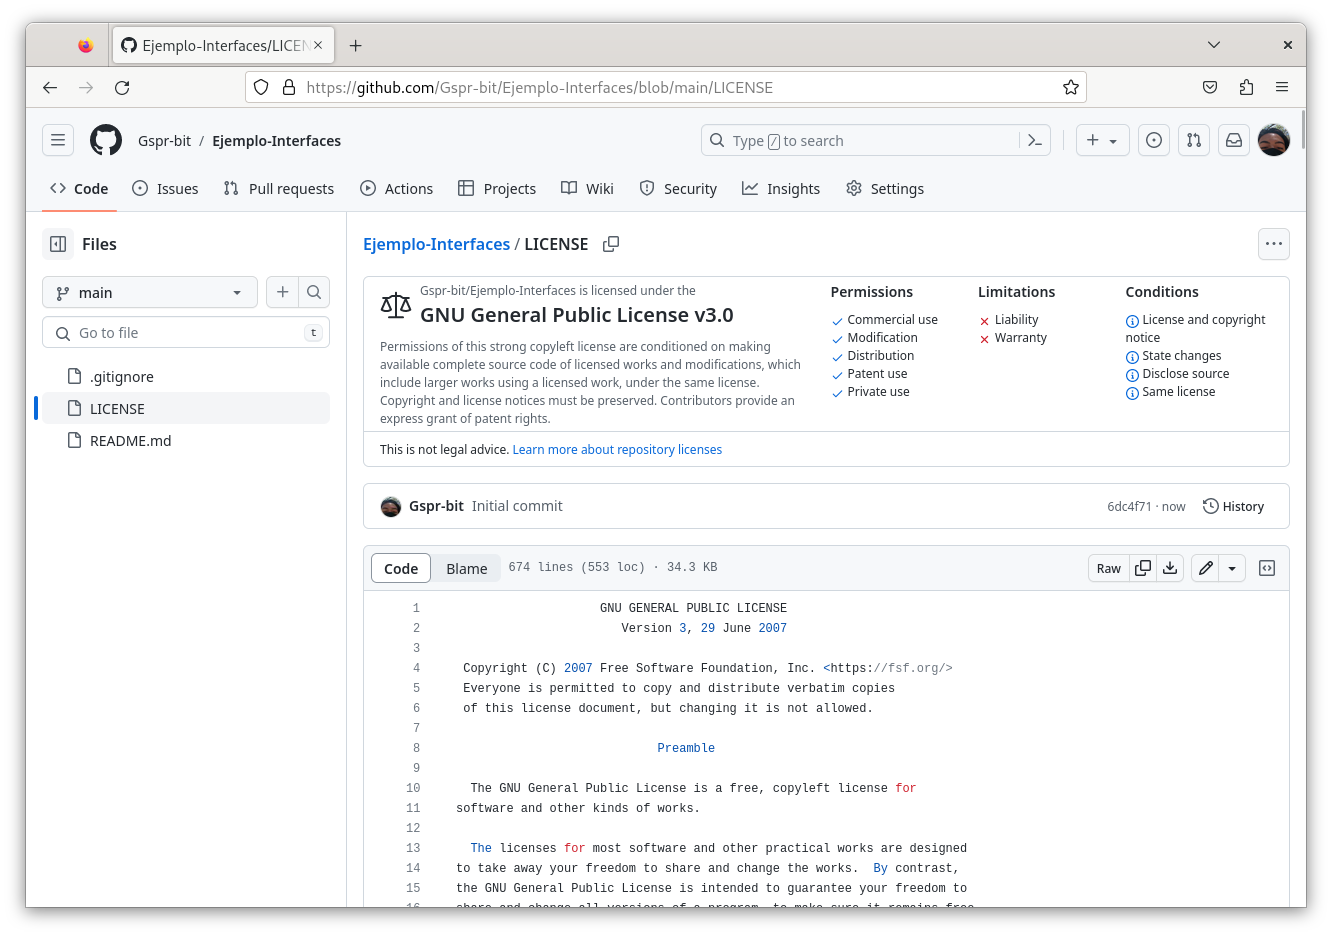 Ejemplo-Interfaces/LICEN
https://github.com/Gspr-bit/Ejemplo-Interfaces/blob/main/LICENSE
Gspr-bit / Ejemplo-Interfaces
Type / to search
Code Issues Pull requests Actions Projects Wiki Security Insights Settings
Files
main
Go to file t
.gitignore
LICENSE
README.md
Ejemplo-Interfaces / LICENSE
Gspr-bit/Ejemplo-Interfaces is licensed under the
GNU General Public License v3.0
Permissions of this strong copyleft license are conditioned on making
available complete source code of licensed works and modifications, which
include larger works using a licensed work, under the same license.
Copyright and license notices must be preserved. Contributors provide an
express grant of patent rights.
Permissions
Commercial use
Modification
Distribution
Patent use
Private use
Limitations
Liability
Warranty
Conditions
License and copyright
notice
State changes
Disclose source
Same license
This is not legal advice. Learn more about repository licenses
Gspr-bit Initial commit
6dc4f71 · now History
Code Blame 674 lines (553 loc) · 34.3 KB Raw
1 GNU GENERAL PUBLIC LICENSE
2 Version 3, 29 June 2007
3
4 Copyright (C) 2007 Free Software Foundation, Inc. <https://fsf.org/>
5 Everyone is permitted to copy and distribute verbatim copies
6 of this license document, but changing it is not allowed.
7
8 Preamble
9
10 The GNU General Public License is a free, copyleft license for
11 software and other kinds of works.
12
13 The licenses for most software and other practical works are designed
14 to take away your freedom to share and change the works. By contrast,
15 the GNU General Public License is intended to guarantee your freedom to
16 share and change all versions of a program--to make sure it remains free